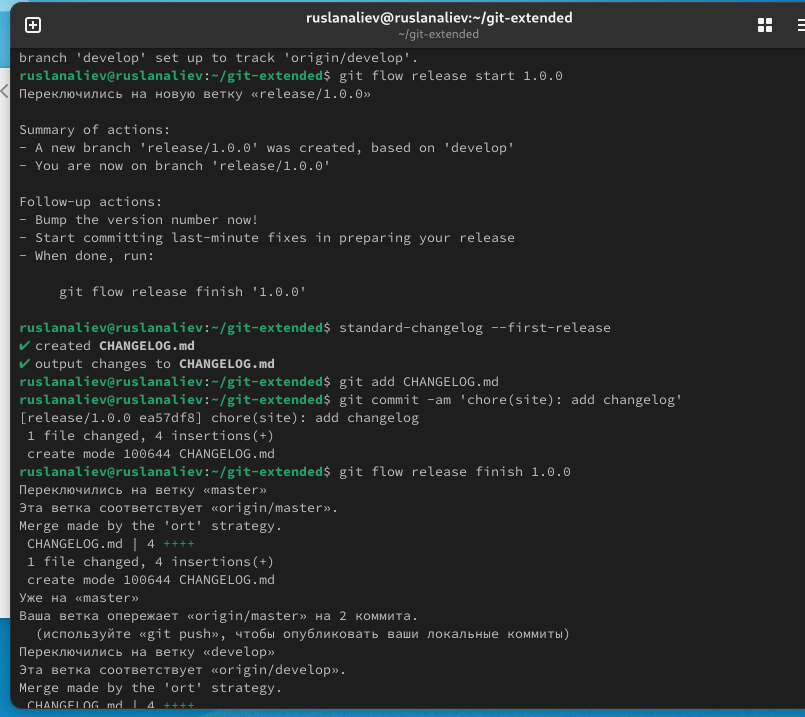 ruslanaliev@ruslanaliev:~/git-extended
~/git-extended
branch 'develop' set up to track 'origin/develop'.
ruslanaliev@ruslanaliev:~/git-extended$ git flow release start 1.0.0
Переключились на новую ветку «release/1.0.0»
Summary of actions:
- A new branch 'release/1.0.0' was created, based on 'develop'
- You are now on branch 'release/1.0.0'
Follow-up actions:
- Bump the version number now!
- Start committing last-minute fixes in preparing your release
- When done, run:
git flow release finish '1.0.0'
ruslanaliev@ruslanaliev:~/git-extended$ standard-changelog --first-release
✔ created CHANGELOG.md
✔ output changes to CHANGELOG.md
ruslanaliev@ruslanaliev:~/git-extended$ git add CHANGELOG.md
ruslanaliev@ruslanaliev:~/git-extended$ git commit -am 'chore(site): add changelog'
[release/1.0.0 ea57df8] chore(site): add changelog
1 file changed, 4 insertions(+)
create mode 100644 CHANGELOG.md
ruslanaliev@ruslanaliev:~/git-extended$ git flow release finish 1.0.0
Переключились на ветку «master»
Эта ветка соответствует «origin/master».
Merge made by the 'ort' strategy.
CHANGELOG.md | 4 ++++
1 file changed, 4 insertions(+)
create mode 100644 CHANGELOG.md
Уже на «master»
Ваша ветка опережает «origin/master» на 2 коммита.
(используйте «git push», чтобы опубликовать ваши локальные коммиты)
Переключились на ветку «develop»
Эта ветка соответствует «origin/develop».
Merge made by the 'ort' strategy.
CHANGELOG.md | 4 ++++